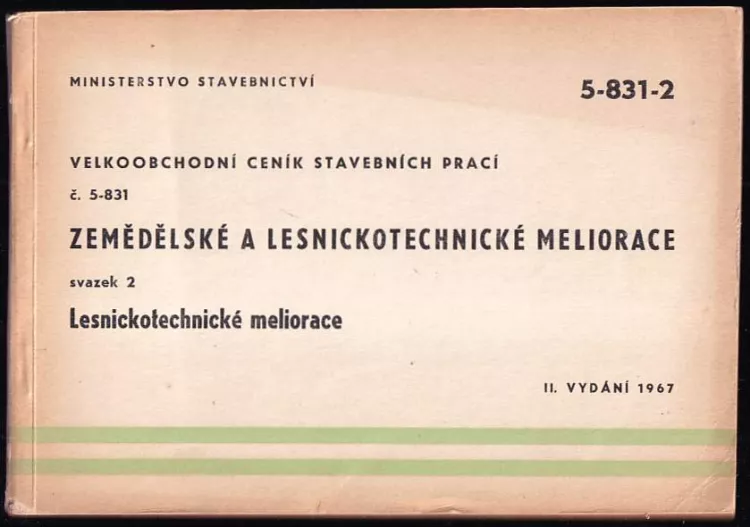 MINISTERSTVO STAVEBNICTVÍ
5-831-2
VELKOOBCHODNÍ CENÍK STAVEBNÍCH PRACÍ
č. 5-831
ZEMĚDĚLSKÉ A LESNICKOTECHNICKÉ MELIORACE
svazek 2
Lesnickotechnické meliorace
II. VYDÁNÍ 1967